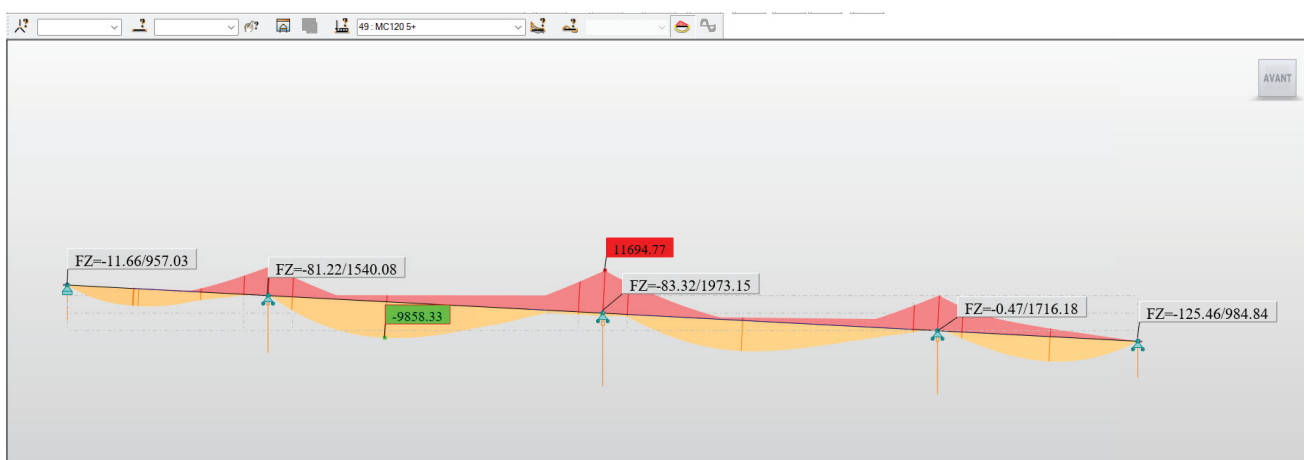 49 : MC120 5+
AVANT
11694.77
FZ=-11.66/957.03
FZ=-81.22/1540.08
FZ=-83.32/1973.15
-9858.33
FZ=-0.47/1716.18
FZ=-125.46/984.84